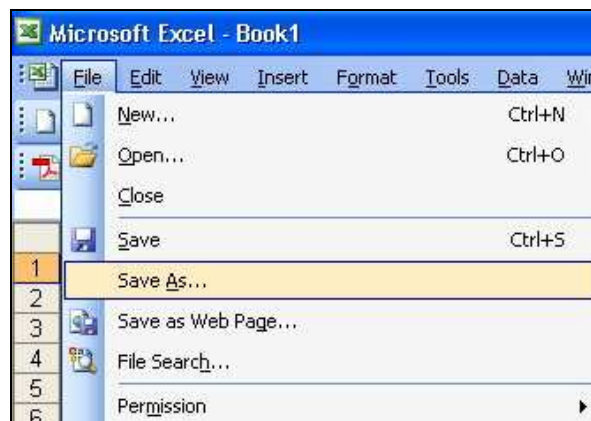 Microsoft Excel - Book1
File Edit View Insert Format Tools Data
New... Ctrl+N
Open... Ctrl+O
Close
Save Ctrl+S
1
Save As...
2
3 Save as Web Page...
4 File Search...
5
Permission
6